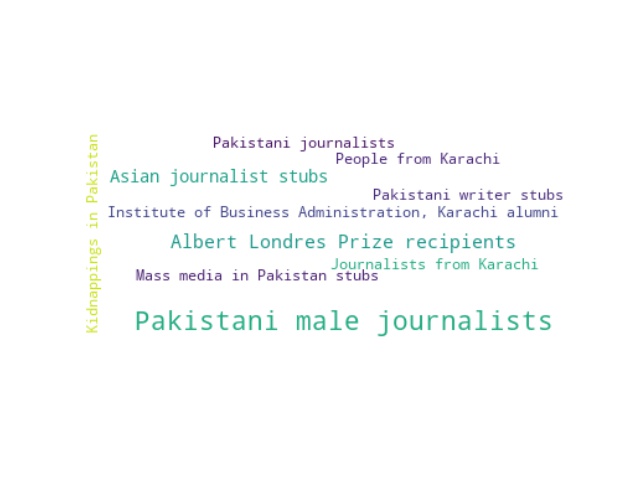 Kidnappings in Pakistan
Pakistani journalists
People from Karachi
Asian journalist stubs
Pakistani writer stubs
Institute of Business Administration, Karachi alumni
Albert Londres Prize recipients
Journalists from Karachi
Mass media in Pakistan stubs
Pakistani male journalists